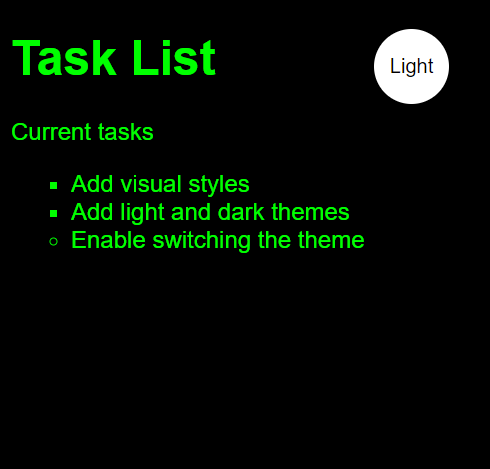 Task List
Light
Current tasks
Add visual styles
Add light and dark themes
Enable switching the theme